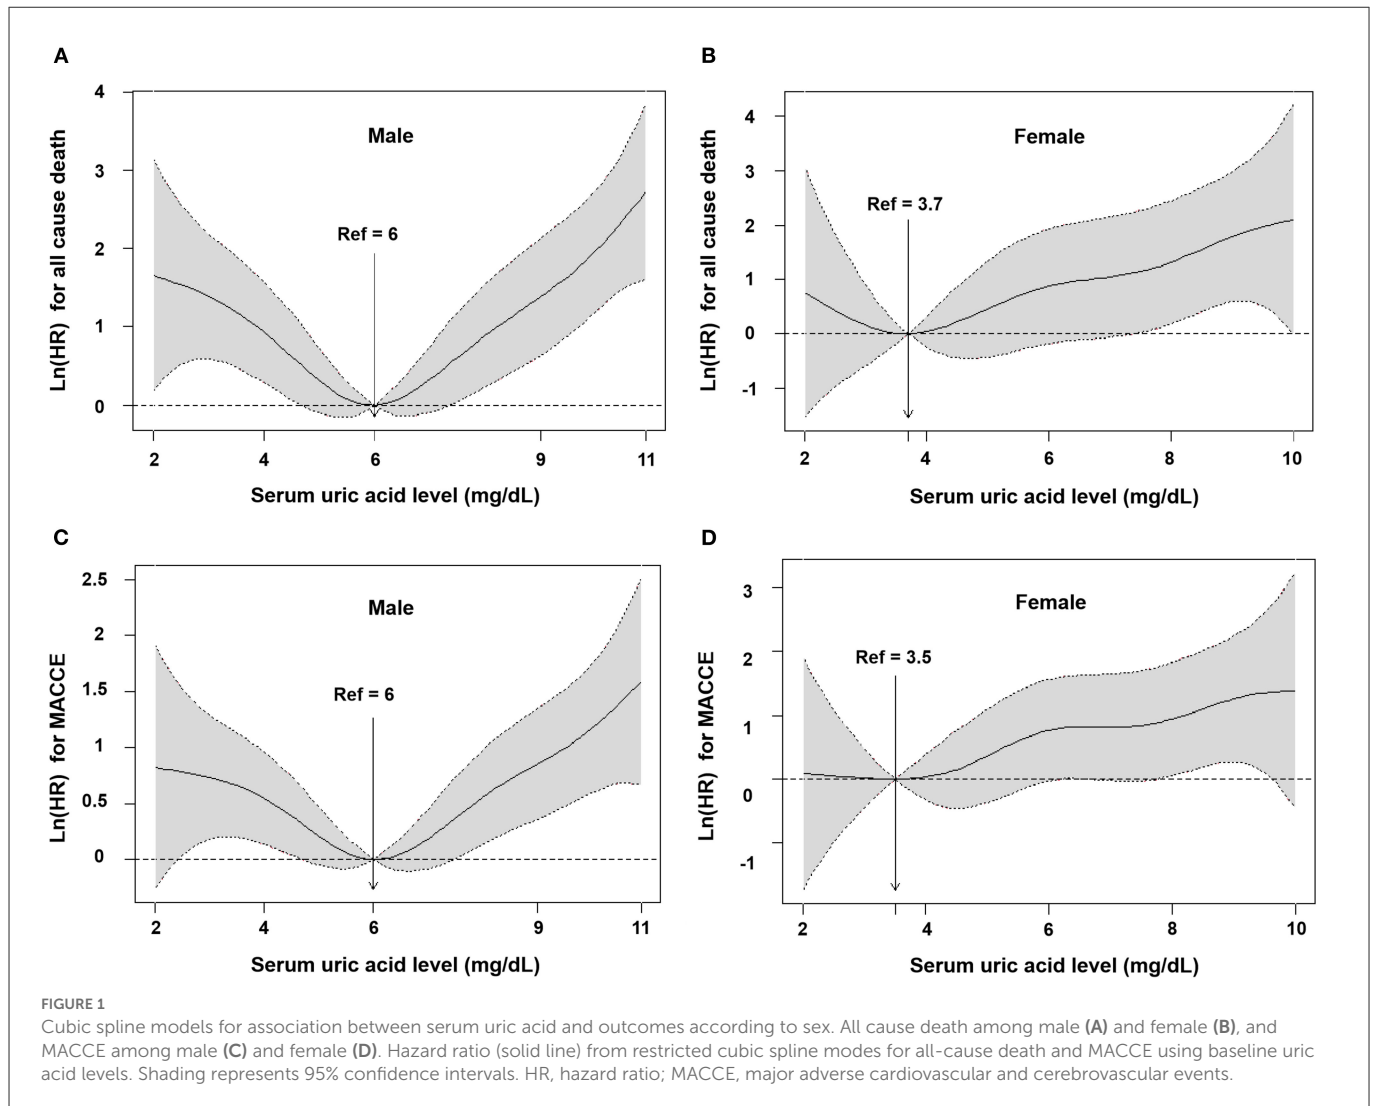 A
Ln(HR) for all cause death
4
3
2
1
0
Male
Ref = 6
2 4 6 9 11
Serum uric acid level (mg/dL)
B
Ln(HR) for all cause death
4
3
2
1
0
-1
Female
Ref = 3.7
2 4 6 8 10
Serum uric acid level (mg/dL)
C
Ln(HR) for MACCE
2.5
2
1.5
1
0.5
0
Male
Ref = 6
2 4 6 9 11
Serum uric acid level (mg/dL)
D
Ln(HR) for MACCE
3
2
1
0
-1
Female
Ref = 3.5
2 4 6 8 10
Serum uric acid level (mg/dL)
FIGURE 1
Cubic spline models for association between serum uric acid and outcomes according to sex. All cause death among male (A) and female (B), and
MACCE among male (C) and female (D). Hazard ratio (solid line) from restricted cubic spline modes for all-cause death and MACCE using baseline uric
acid levels. Shading represents 95% confidence intervals. HR, hazard ratio; MACCE, major adverse cardiovascular and cerebrovascular events.